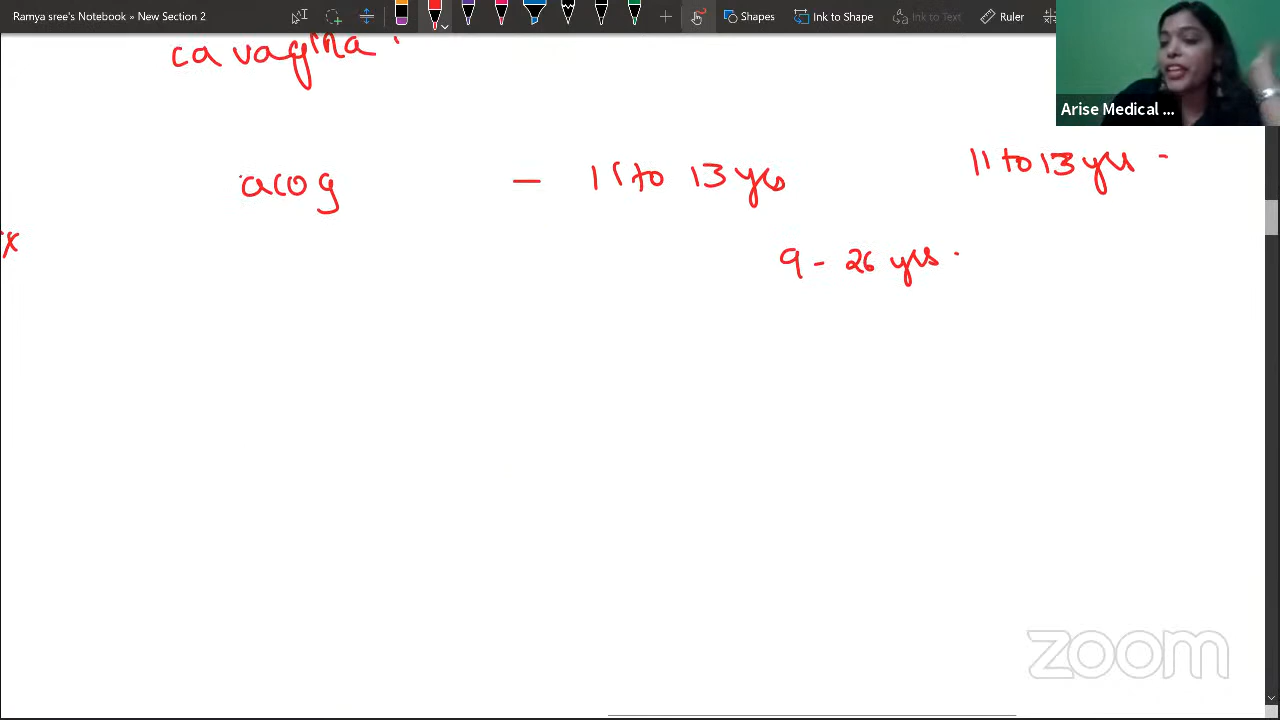 Ramya sree's Notebook » New Section 2
Shapes
Ink to Shape
Ink to Text
Ruler
Arise Medical ...
ca vagina.
acog - 11 to 13 yrs
11 to 13 yrs -
9 - 26 yrs.
x
zoom